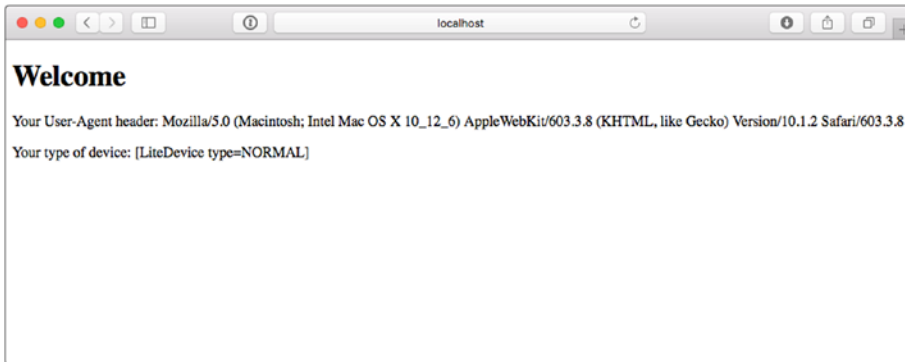 localhost
Welcome
Your User-Agent header: Mozilla/5.0 (Macintosh; Intel Mac OS X 10_12_6) AppleWebKit/603.3.8 (KHTML, like Gecko) Version/10.1.2 Safari/603.3.8
Your type of device: [LiteDevice type=NORMAL]